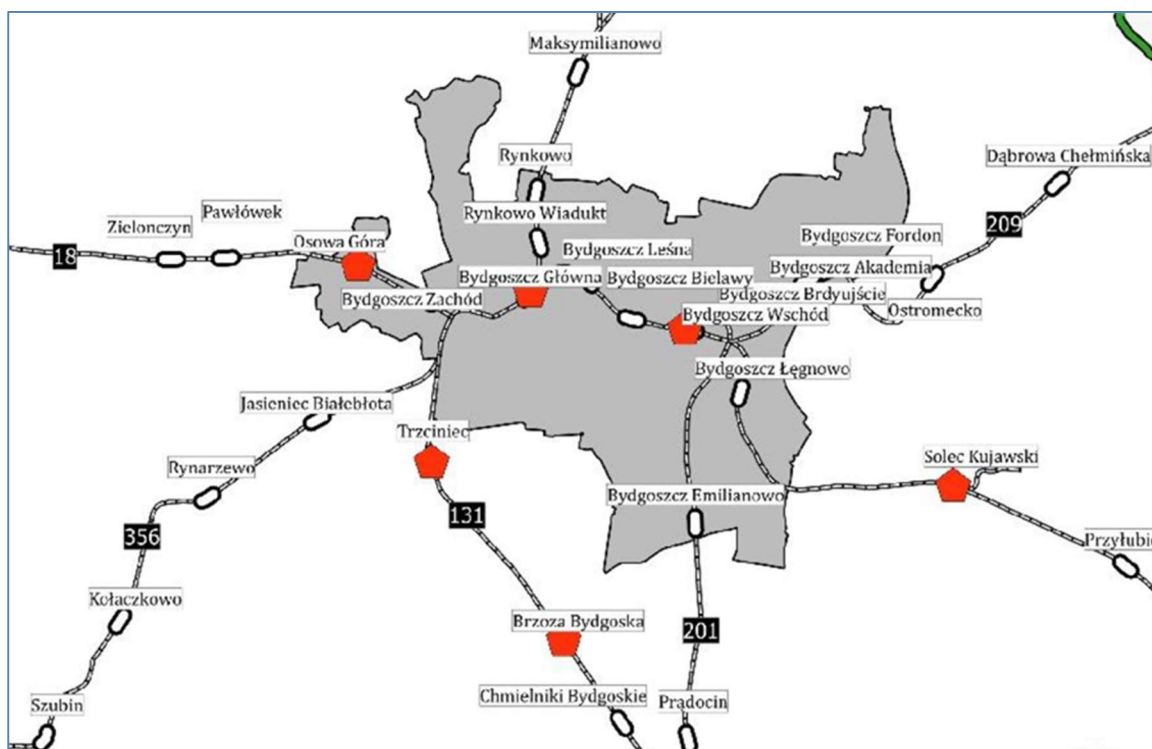 Maksymilianowo
Rynkowo
Dąbrowa Chełmińska
Zielonczyn
Pawłówek
Rynkowo Wiadukt
209
18
Osowa Góra
Bydgoszcz Leśna
Bydgoszcz Fordon
Bydgoszcz Główna
Bydgoszcz Bielawy
Bydgoszcz Akademia
Bydgoszcz Zachód
Bydgoszcz Brdyujście
Ostromecko
Bydgoszcz Wschód
Bydgoszcz Łęgnowo
Jasieniec Białebłota
Trzciniec
Solec Kujawski
Rynarzewo
Bydgoszcz Emilianowo
131
356
Przyłubie
Kołaczkowo
Brzoza Bydgoska
201
Chmielniki Bydgoskie
Pradocin
Szubin